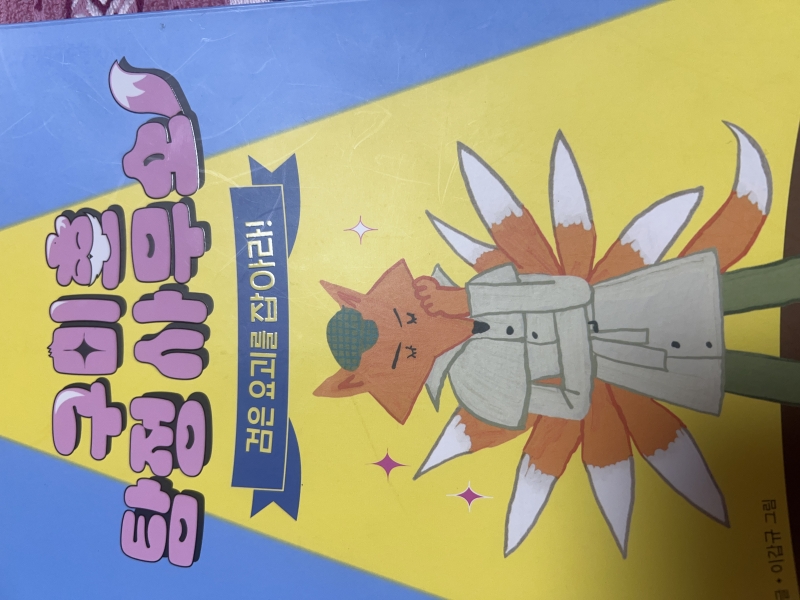 구미호
탐정 사무소
검은 요괴를 잡아라!
글 • 이갑규 그림